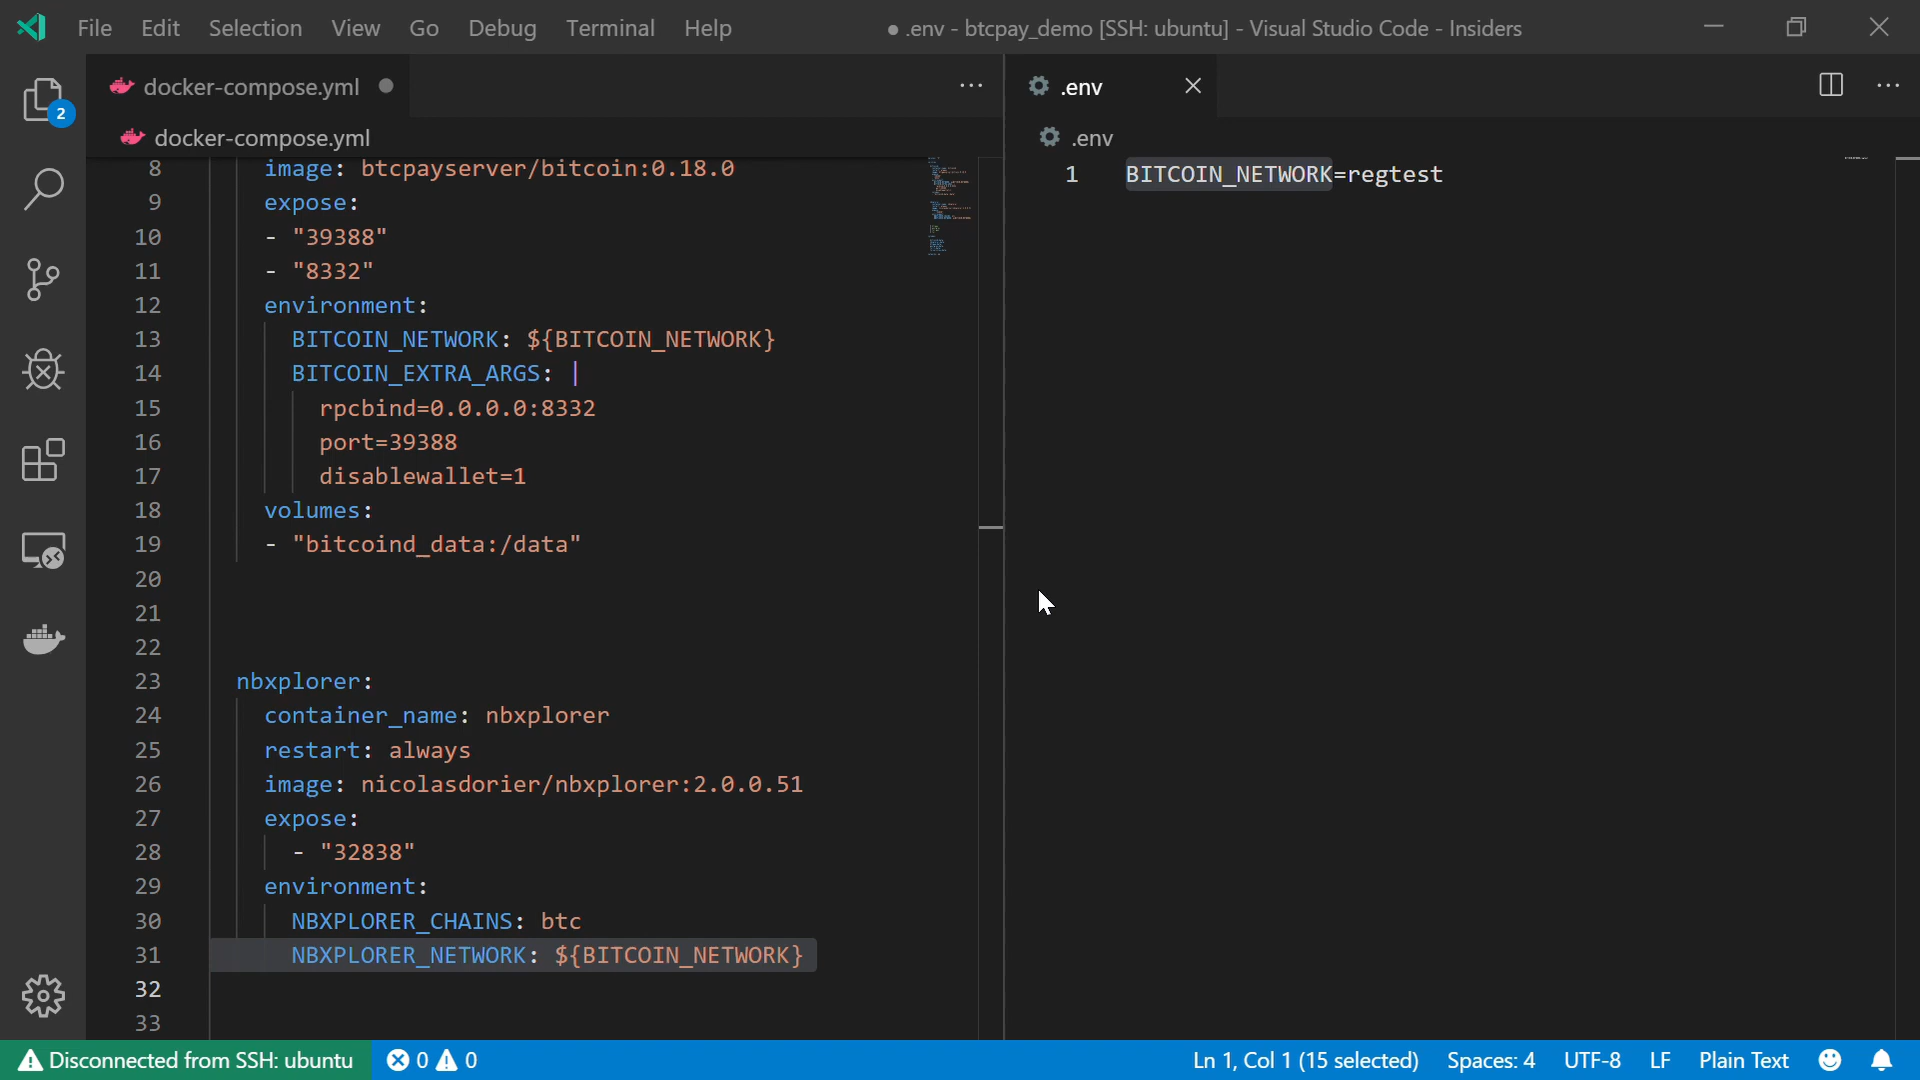 File Edit Selection View Go Debug Terminal Help
● .env - btcpay_demo [SSH: ubuntu] - Visual Studio Code - Insiders
2
docker-compose.yml
docker-compose.yml
8 image: btcpayserver/bitcoin:0.18.0
9 expose:
10 - "39388"
11 - "8332"
12 environment:
13 BITCOIN_NETWORK: ${BITCOIN_NETWORK}
14 BITCOIN_EXTRA_ARGS: |
15 rpcbind=0.0.0.0:8332
16 port=39388
17 disablewallet=1
18 volumes:
19 - "bitcoind_data:/data"
20
21
22
23 nbxplorer:
24 container_name: nbxplorer
25 restart: always
26 image: nicolasdorier/nbxplorer:2.0.0.51
27 expose:
28 - "32838"
29 environment:
30 NBXPLORER_CHAINS: btc
31 NBXPLORER_NETWORK: ${BITCOIN_NETWORK}
32
33
.env
.env
1 BITCOIN_NETWORK=regtest
Disconnected from SSH: ubuntu 0 0 Ln 1, Col 1 (15 selected) Spaces: 4 UTF-8 LF Plain Text